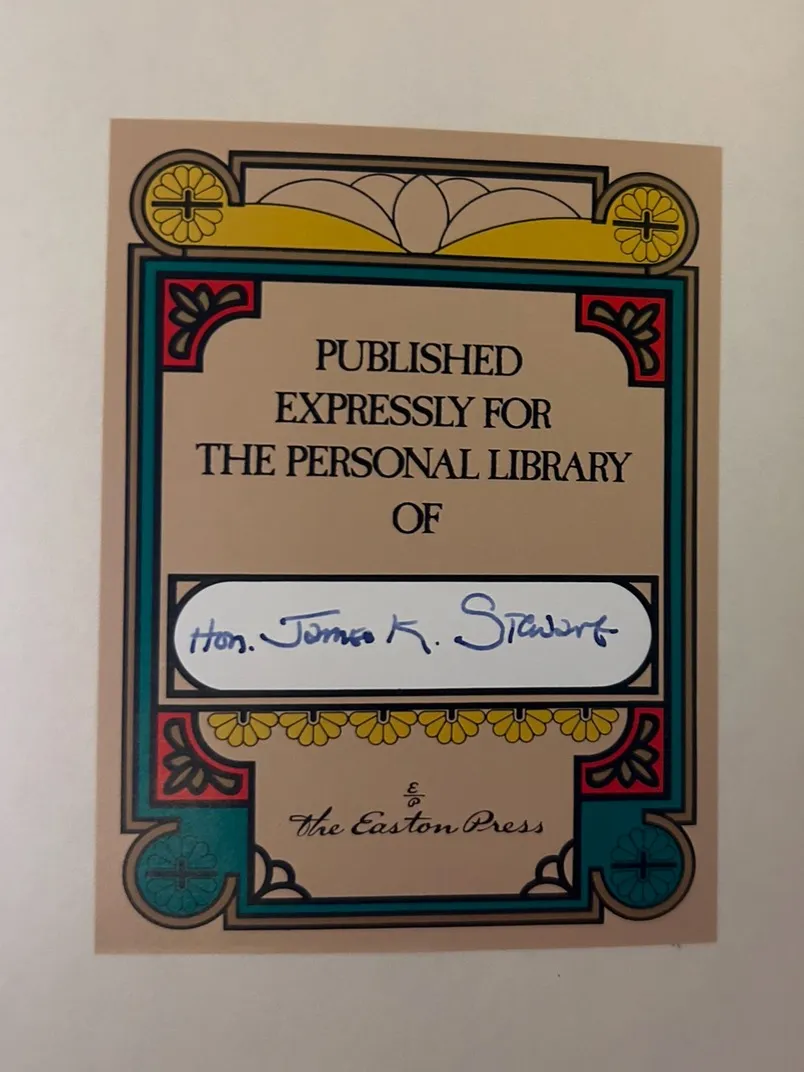 PUBLISHED
EXPRESSLY FOR
THE PERSONAL LIBRARY
OF
Hon. James K. Stewart
E
P
The Easton Press